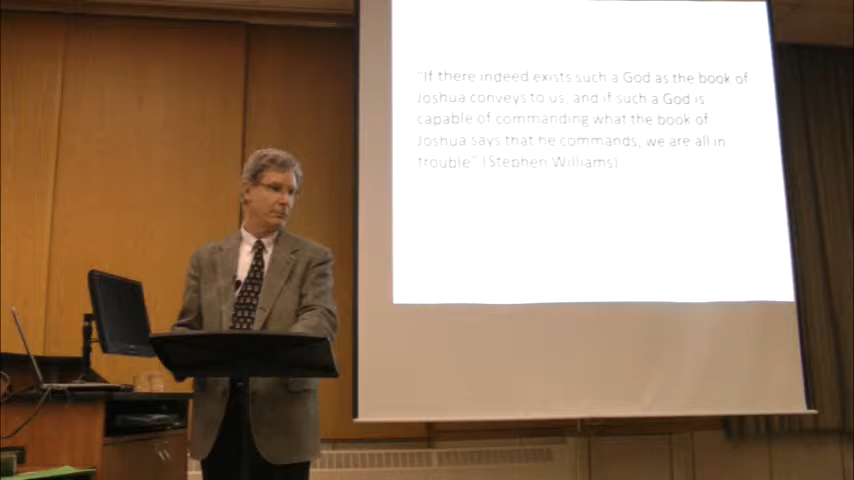 "If there indeed exists such a God as the book of
Joshua conveys to us, and if such a God is
capable of commanding what the book of
Joshua says that he commands, we are all in
trouble" (Stephen Williams)